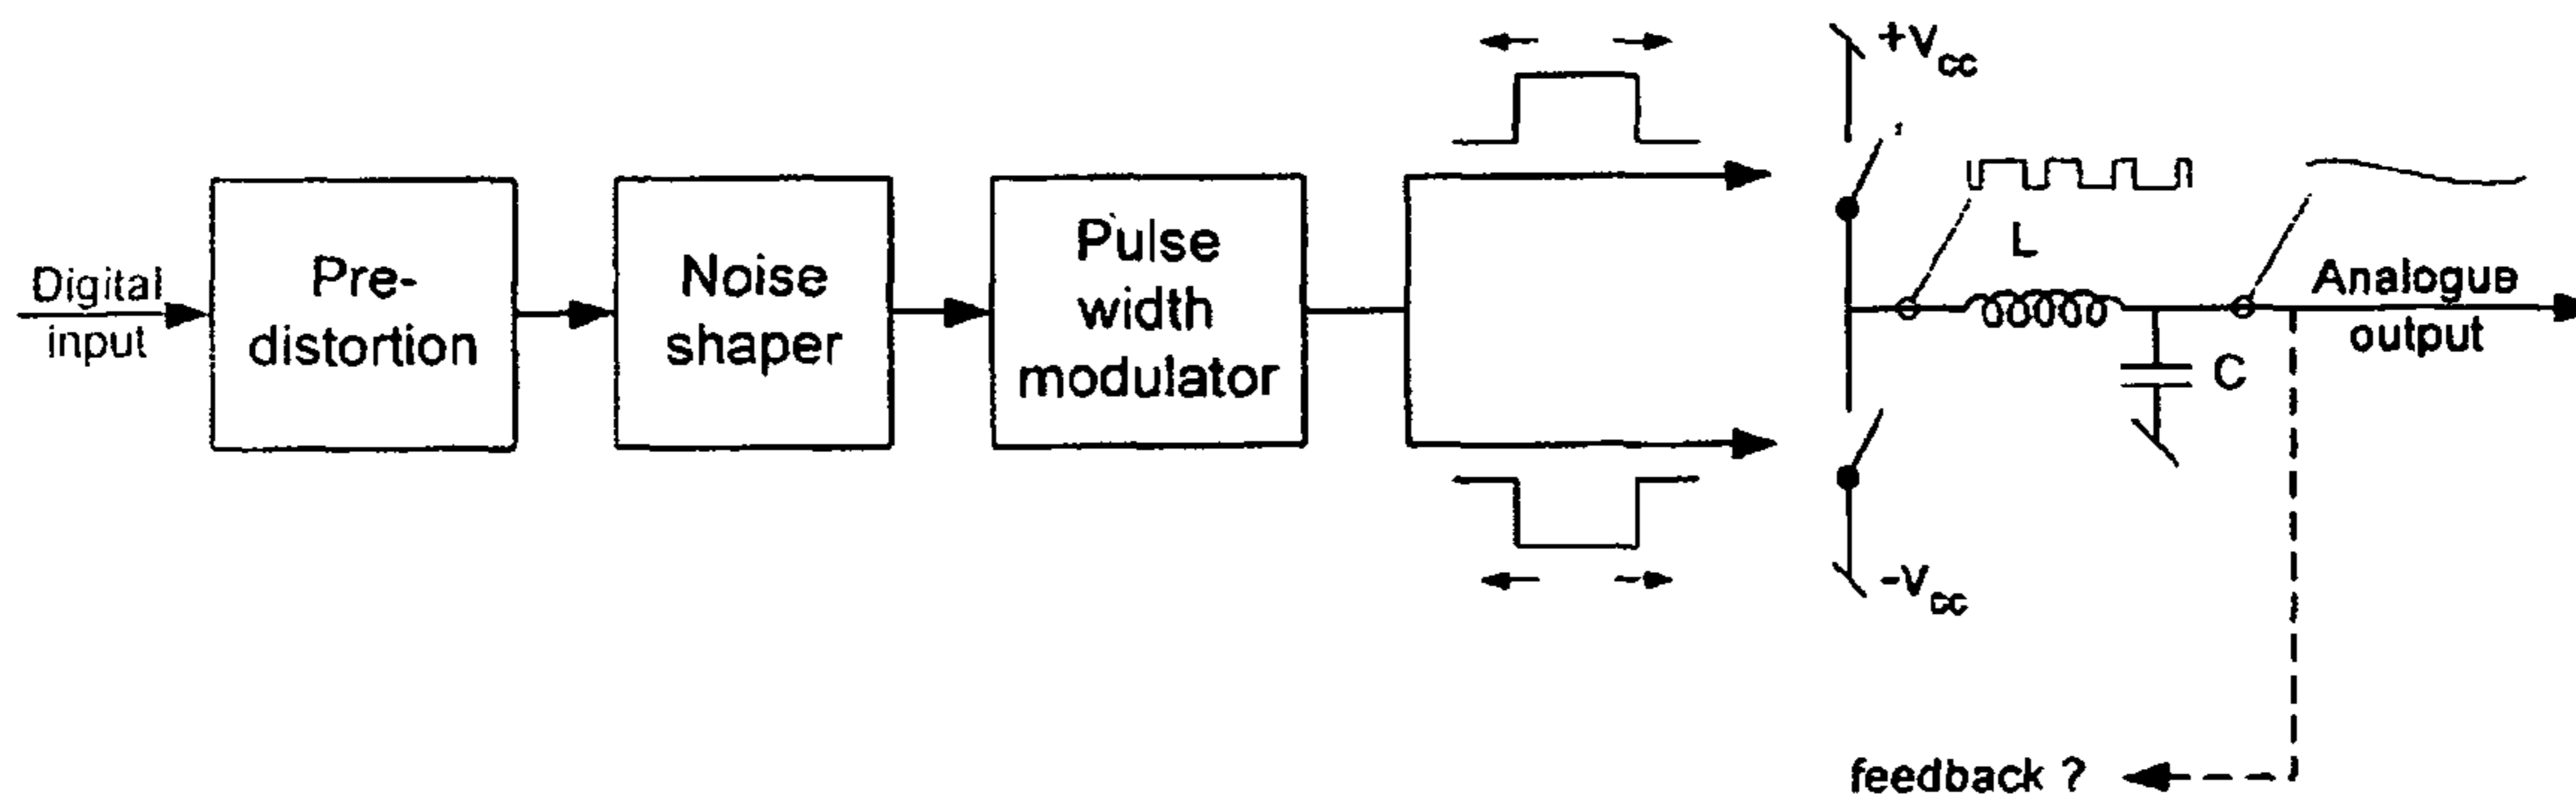 Digital
input
Pre-
distortion
Noise
shaper
Pulse
width
modulator
+Vcc
L
C
Analogue
output
-Vcc
feedback ?